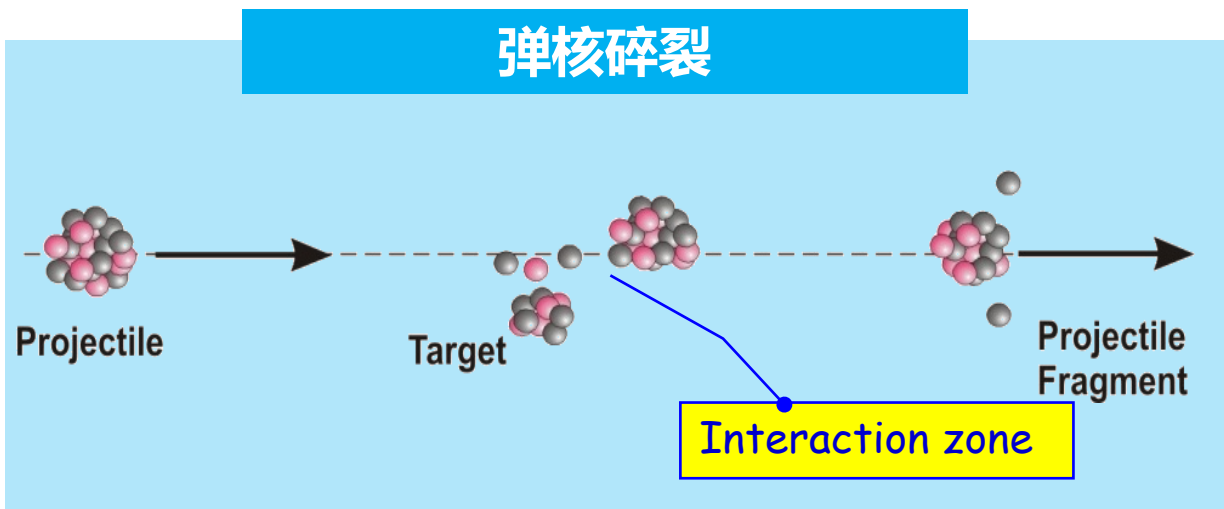 弹核碎裂
Projectile
Target
Projectile
Fragment
Interaction zone